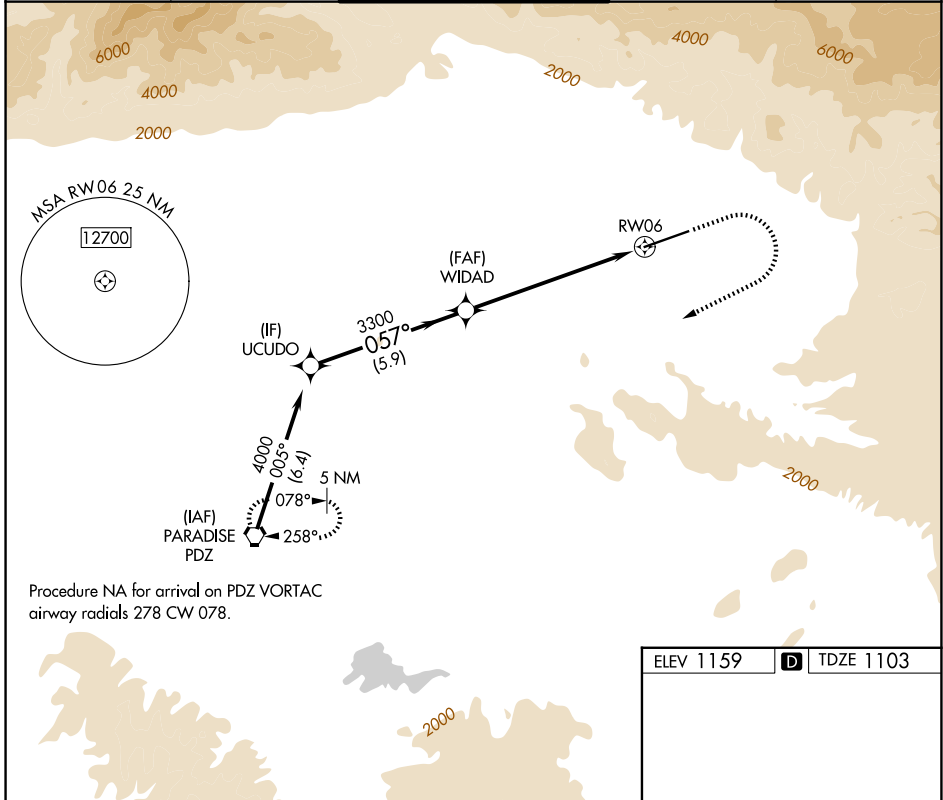 6000
4000
4000
6000
2000
2000
MSA RW06 25 NM
12700
RW06
(FAF)
WIDAD
(IF)
UCUDO
3300
057°
(5.9)
4000
005°
(6.4)
5 NM
078°
258°
(IAF)
PARADISE
PDZ
2000
Procedure NA for arrival on PDZ VORTAC
airway radials 278 CW 078.
2000
ELEV 1159 D TDZE 1103